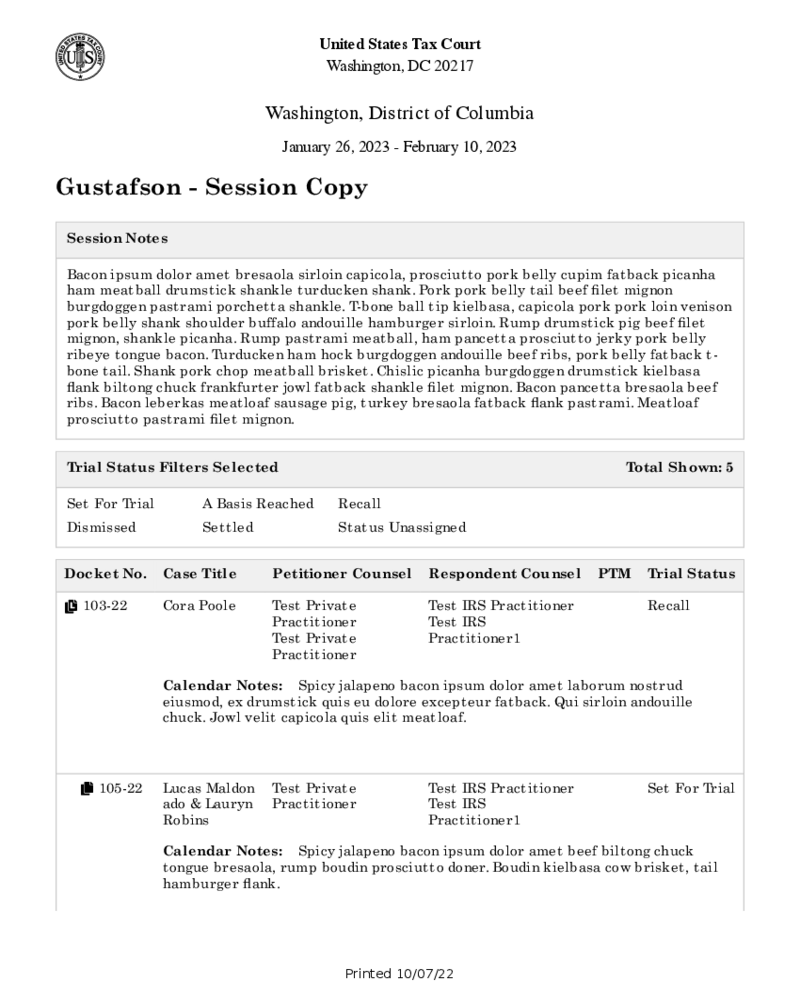 United States Tax Court
Washington, DC 20217
Washington, District of Columbia
January 26, 2023 - February 10, 2023
Gustafson - Session Copy
Session Notes
Bacon ipsum dolor amet bresaola sirloin capicola, prosciutto pork belly cupim fatback picanha
ham meatball drumstick shankle turducken shank. Pork pork belly tail beef filet mignon
burgdoggen pastrami porchetta shankle. T-bone ball tip kielbasa, capicola pork pork loin venison
pork belly shank shoulder buffalo andouille hamburger sirloin. Rump drumstick pig beef filet
mignon, shankle picanha. Rump pastrami meatball, ham pancetta prosciutto jerky pork belly
ribeye tongue bacon. Turducken ham hock burgdoggen andouille beef ribs, pork belly fatback t-
bone tail. Shank pork chop meatball brisket. Chislic picanha burgdoggen drumstick kielbasa
flank biltong chuck frankfurter jowl fatback shankle filet mignon. Bacon pancetta bresaola beef
ribs. Bacon leberkas meatloaf sausage pig, turkey bresaola fatback flank pastrami. Meatloaf
prosciutto pastrami filet mignon.
Trial Status Filters Selected Total Shown: 5
Set For Trial A Basis Reached Recall
Dismissed Settled Status Unassigned
Docket No. Case Title Petitioner Counsel Respondent Counsel PTM Trial Status
103-22 Cora Poole Test Private Test IRS Practitioner Recall
Practitioner Test IRS
Test Private Practitioner1
Practitioner
Calendar Notes: Spicy jalapeno bacon ipsum dolor amet laborum nostrud
eiusmod, ex drumstick quis eu dolore excepteur fatback. Qui sirloin andouille
chuck. Jowl velit capicola quis elit meatloaf.
105-22 Lucas Maldon Test Private Test IRS Practitioner Set For Trial
ado & Lauryn Practitioner Test IRS
Robins Practitioner1
Calendar Notes: Spicy jalapeno bacon ipsum dolor amet beef biltong chuck
tongue bresaola, rump boudin prosciutto doner. Boudin kielbasa cow brisket, tail
hamburger flank.
Printed 10/07/22